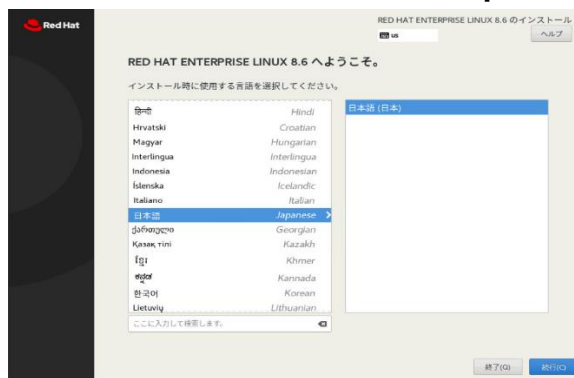 Red Hat
RED HAT ENTERPRISE LINUX 8.6 のインストール
us
ヘルプ
RED HAT ENTERPRISE LINUX 8.6 へようこそ。
インストール時に使用する言語を選択してください。
हिन्दी Hindi
Hrvatski Croatian
Magyar Hungarian
Interlingua Interlingua
Indonesia Indonesian
Íslenska Icelandic
Italiano Italian
日本語 Japanese
ქართული Georgian
Қазақ тілі Kazakh
ខ្មែរ Khmer
ಕನ್ನಡ Kannada
한국어 Korean
Lietuvių Lithuanian
日本語 (日本)
ここに入力して検索します。
終了(Q)
続行(C)